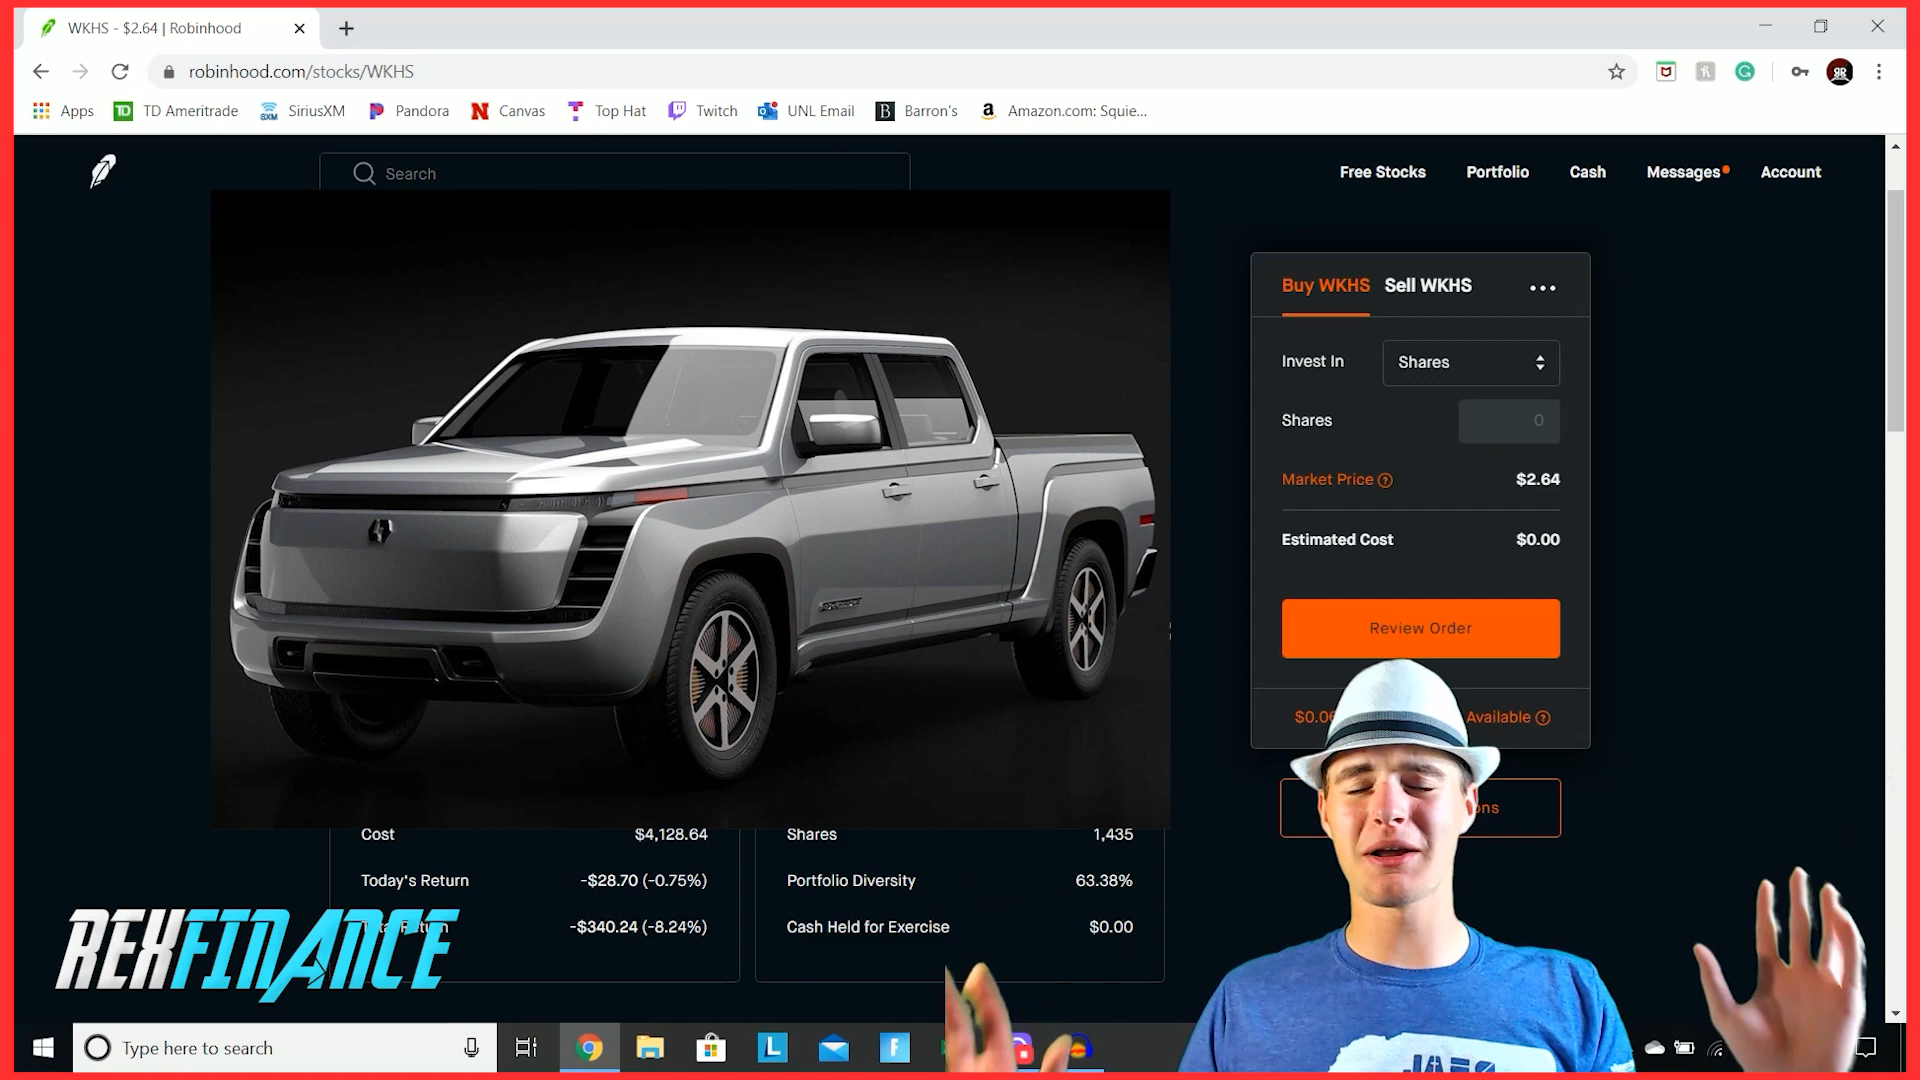 WKHS - $2.64 | Robinhood
robinhood.com/stocks/WKHS
Apps TD Ameritrade SiriusXM Pandora Canvas Top Hat Twitch UNL Email Barron's Amazon.com: Squie...
Search
Free Stocks Portfolio Cash Messages Account
Buy WKHS Sell WKHS
Invest In Shares
Shares 0
Market Price $2.64
Estimated Cost $0.00
Review Order
Available
Cost $4,128.64
Today's Return -$28.70 (-0.75%)
-$340.24 (-8.24%)
Shares 1,435
Portfolio Diversity 63.38%
Cash Held for Exercise $0.00
REXFINANCE
Type here to search